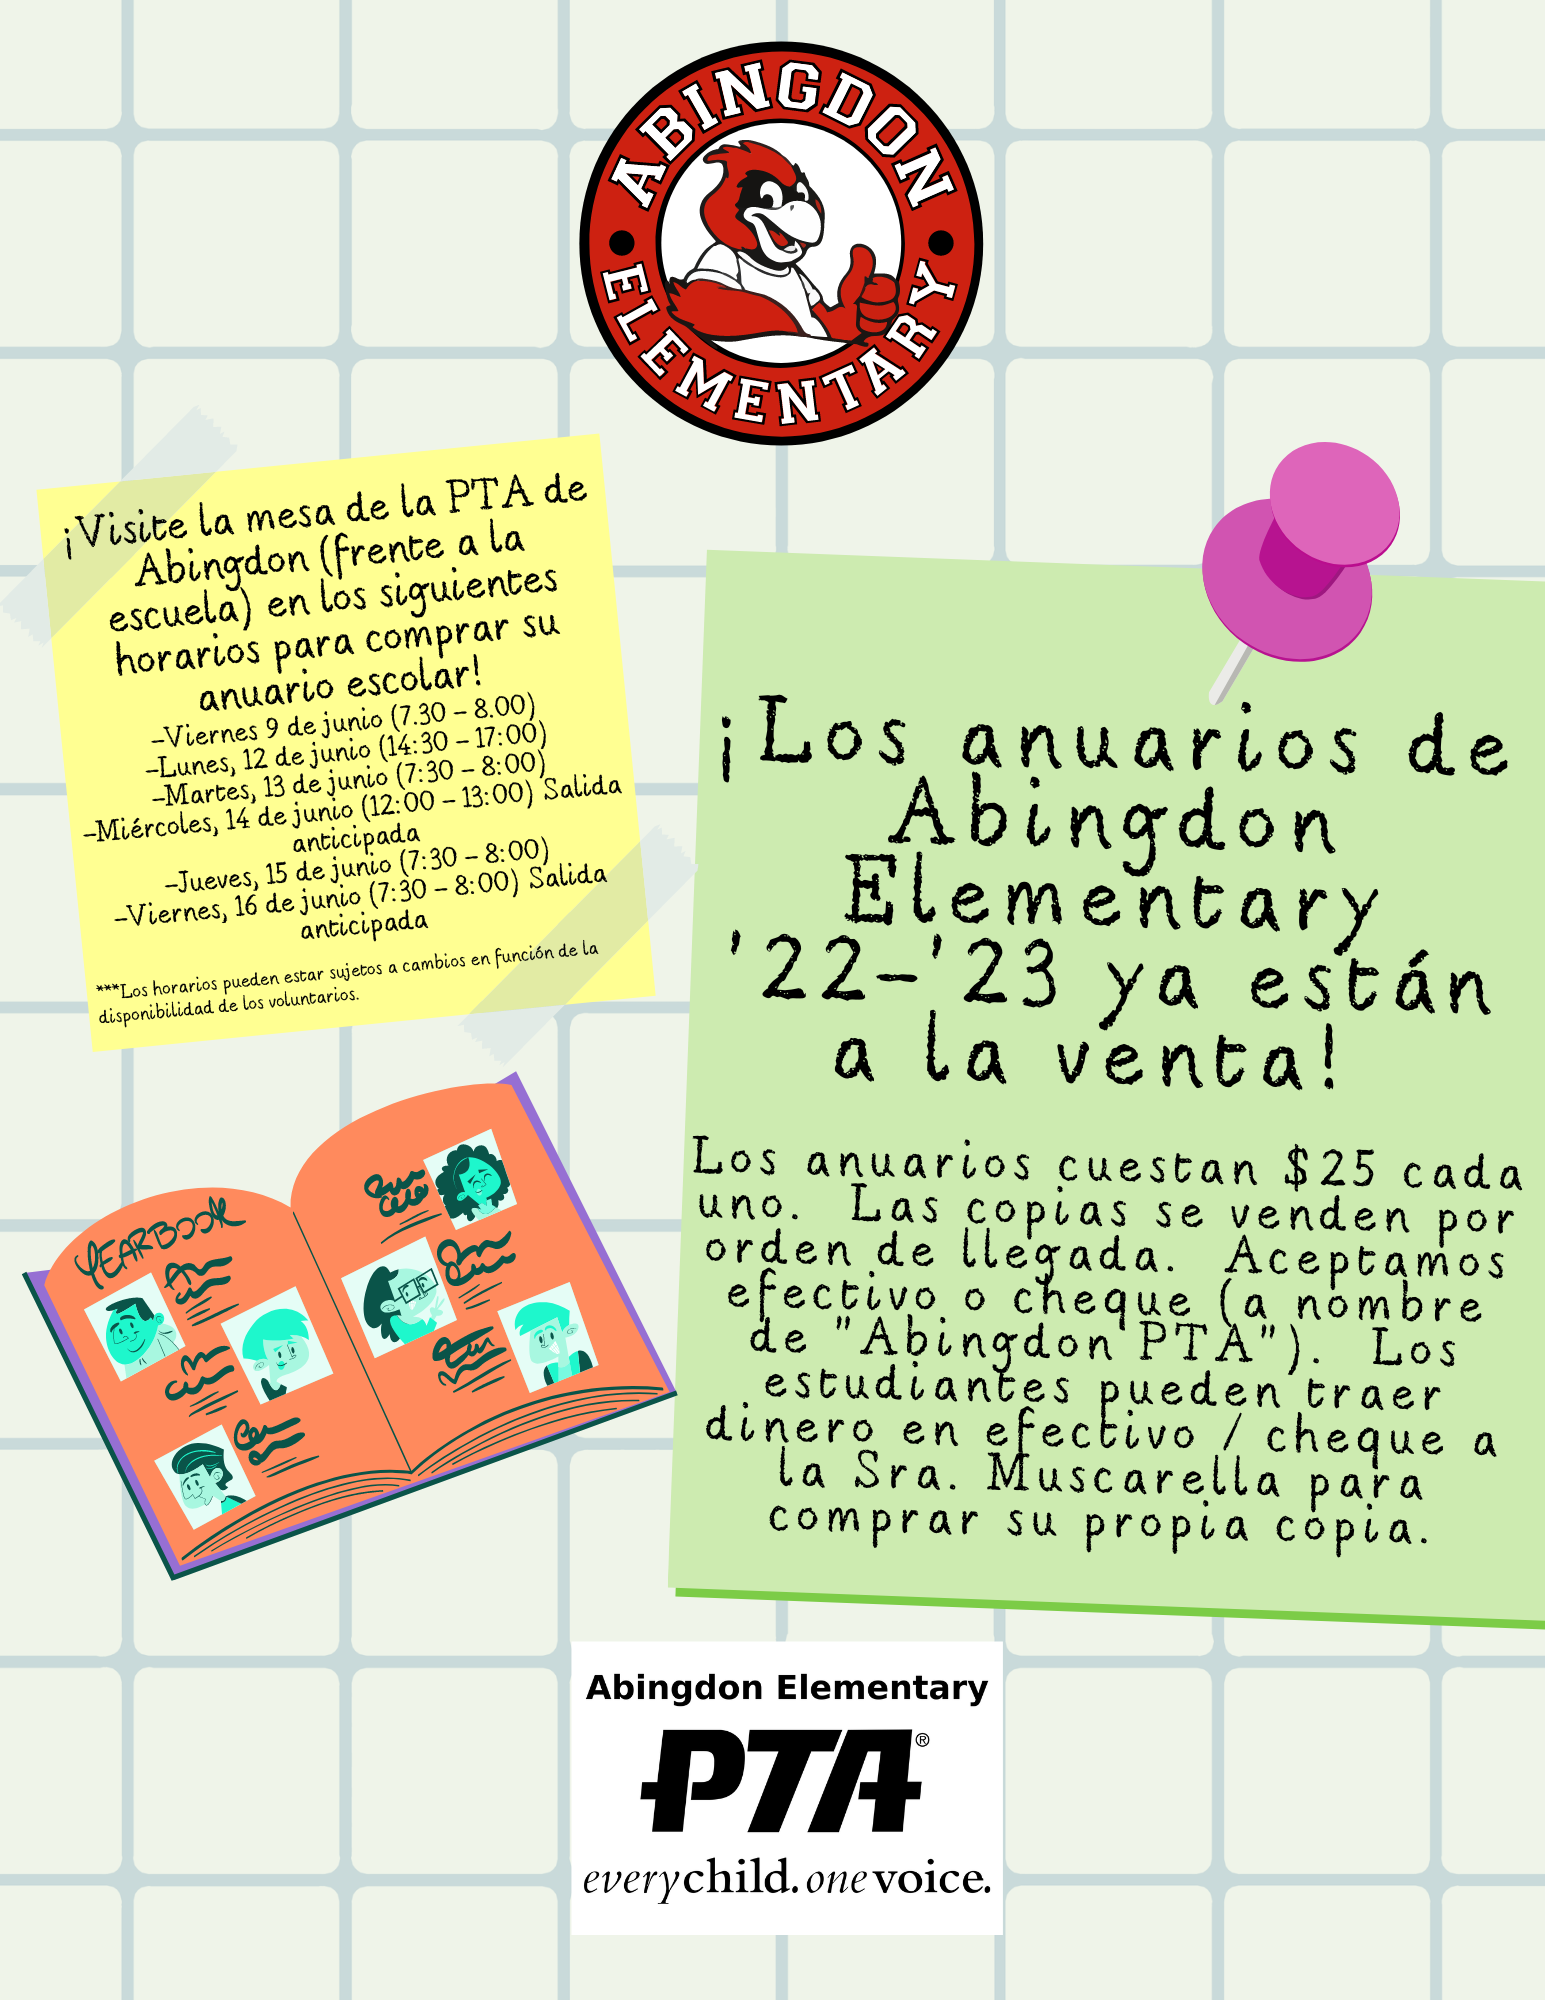 ABINGDON
ELEMENTARY
¡Visite la mesa de la PTA de
Abingdon (frente a la
escuela) en los siguientes
horarios para comprar su
anuario escolar!
-Viernes 9 de junio (7.30 - 8.00)
-Lunes, 12 de junio (14:30 - 17:00)
-Martes, 13 de junio (7:30 - 8:00)
-Miércoles, 14 de junio (12:00 - 13:00) Salida
anticipada
-Jueves, 15 de junio (7:30 - 8:00)
-Viernes, 16 de junio (7:30 - 8:00) Salida
anticipada
***Los horarios pueden estar sujetos a cambios en función de la
disponibilidad de los voluntarios.
¡Los anuarios de
Abingdon
Elementary
'22-'23 ya están
a la venta!
Los anuarios cuestan $25 cada
uno. Las copias se venden por
orden de llegada. Aceptamos
efectivo o cheque (a nombre
de "Abingdon PTA"). Los
estudiantes pueden traer
dinero en efectivo / cheque a
la Sra. Muscarella para
comprar su propia copia.
YEARBOOK
Abingdon Elementary
PTA®
everychild.onevoice.